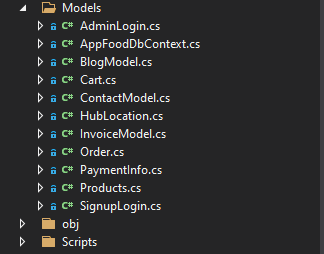 Models
C# AdminLogin.cs
C# AppFoodDbContext.cs
C# BlogModel.cs
C# Cart.cs
C# ContactModel.cs
C# HubLocation.cs
C# InvoiceModel.cs
C# Order.cs
C# PaymentInfo.cs
C# Products.cs
C# SignupLogin.cs
obj
Scripts